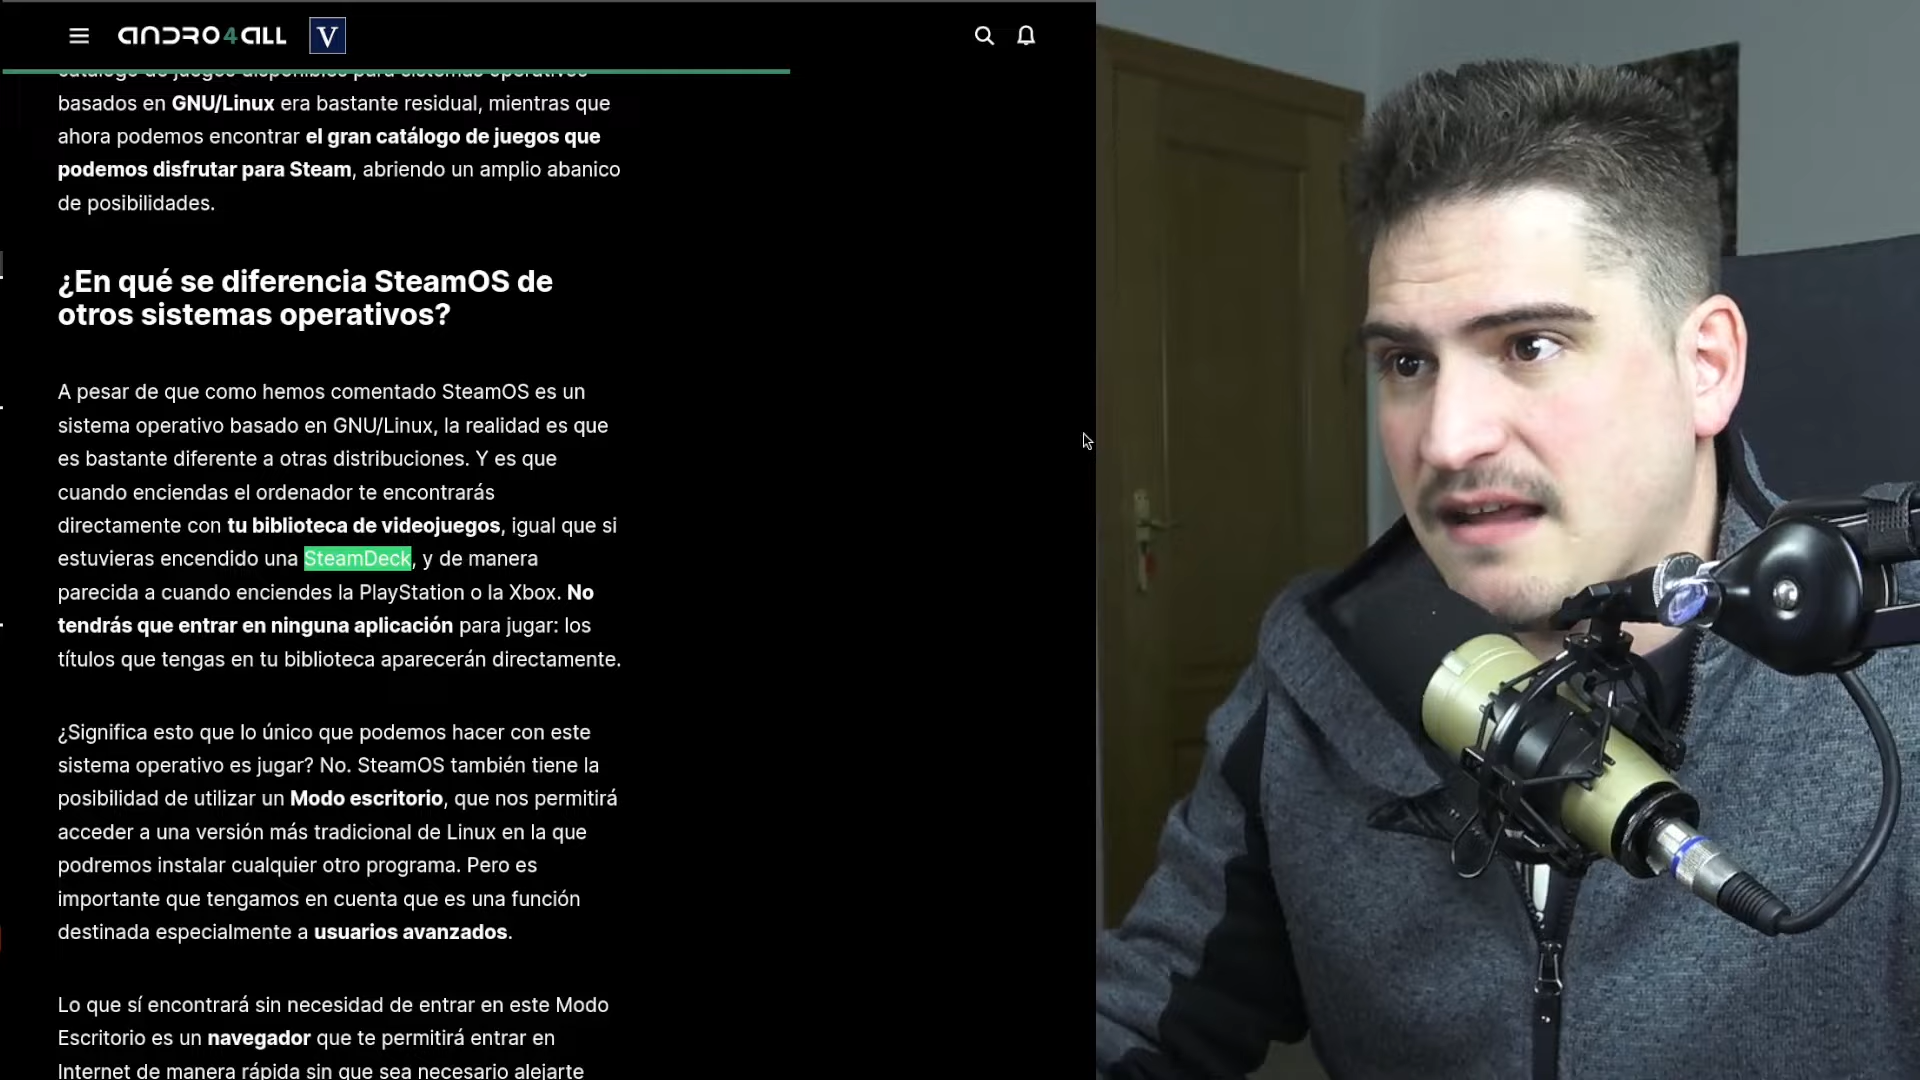 ANDRO4ALL V
catálogo de juegos disponibles para sistemas operativos
basados en GNU/Linux era bastante residual, mientras que
ahora podemos encontrar el gran catálogo de juegos que
podemos disfrutar para Steam, abriendo un amplio abanico
de posibilidades.
¿En qué se diferencia SteamOS de
otros sistemas operativos?
A pesar de que como hemos comentado SteamOS es un
sistema operativo basado en GNU/Linux, la realidad es que
es bastante diferente a otras distribuciones. Y es que
cuando enciendas el ordenador te encontrarás
directamente con tu biblioteca de videojuegos, igual que si
estuvieras encendido una SteamDeck, y de manera
parecida a cuando enciendes la PlayStation o la Xbox. No
tendrás que entrar en ninguna aplicación para jugar: los
títulos que tengas en tu biblioteca aparecerán directamente.
¿Significa esto que lo único que podemos hacer con este
sistema operativo es jugar? No. SteamOS también tiene la
posibilidad de utilizar un Modo escritorio, que nos permitirá
acceder a una versión más tradicional de Linux en la que
podremos instalar cualquier otro programa. Pero es
importante que tengamos en cuenta que es una función
destinada especialmente a usuarios avanzados.
Lo que sí encontrará sin necesidad de entrar en este Modo
Escritorio es un navegador que te permitirá entrar en
Internet de manera rápida sin que sea necesario alejarte